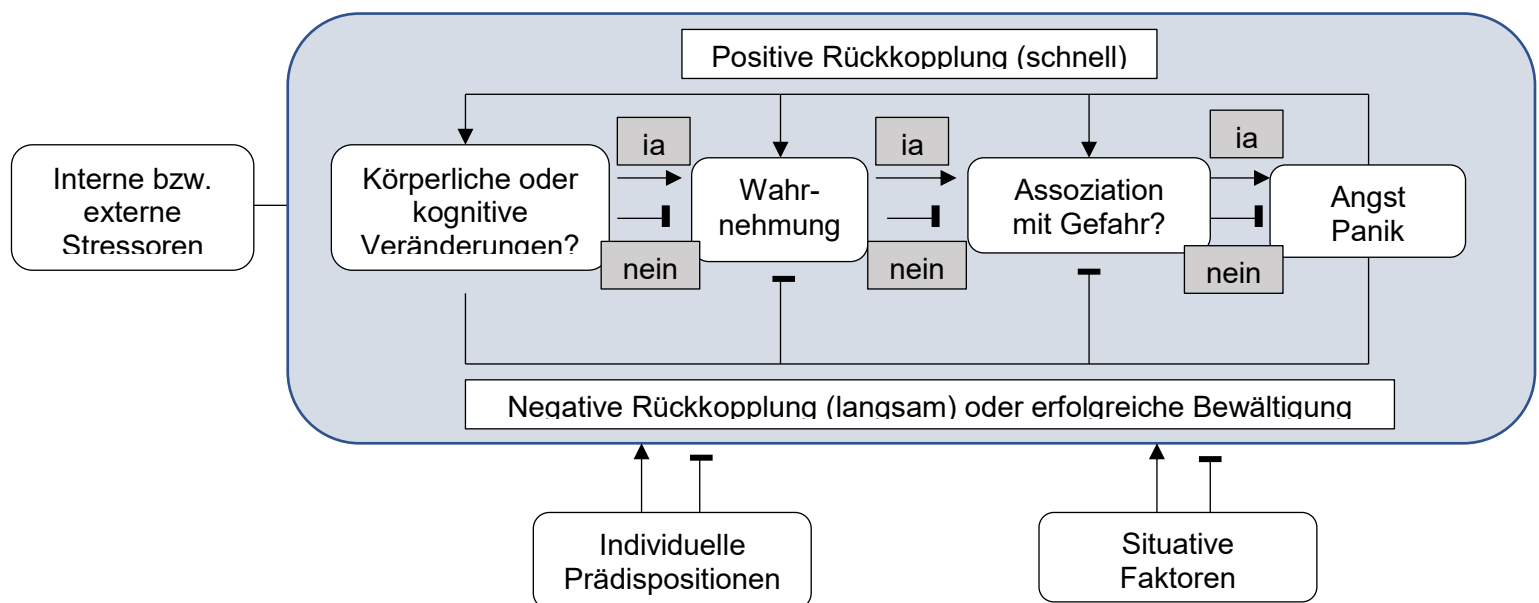 Positive Rückkopplung (schnell)
ja
ja
ja
Interne bzw.
externe
Stressoren
Körperliche oder
kognitive
Veränderungen?
Wahr-
nehmung
Assoziation
mit Gefahr?
Angst
Panik
nein
nein
nein
Negative Rückkopplung (langsam) oder erfolgreiche Bewältigung
Individuelle
Prädispositionen
Situative
Faktoren